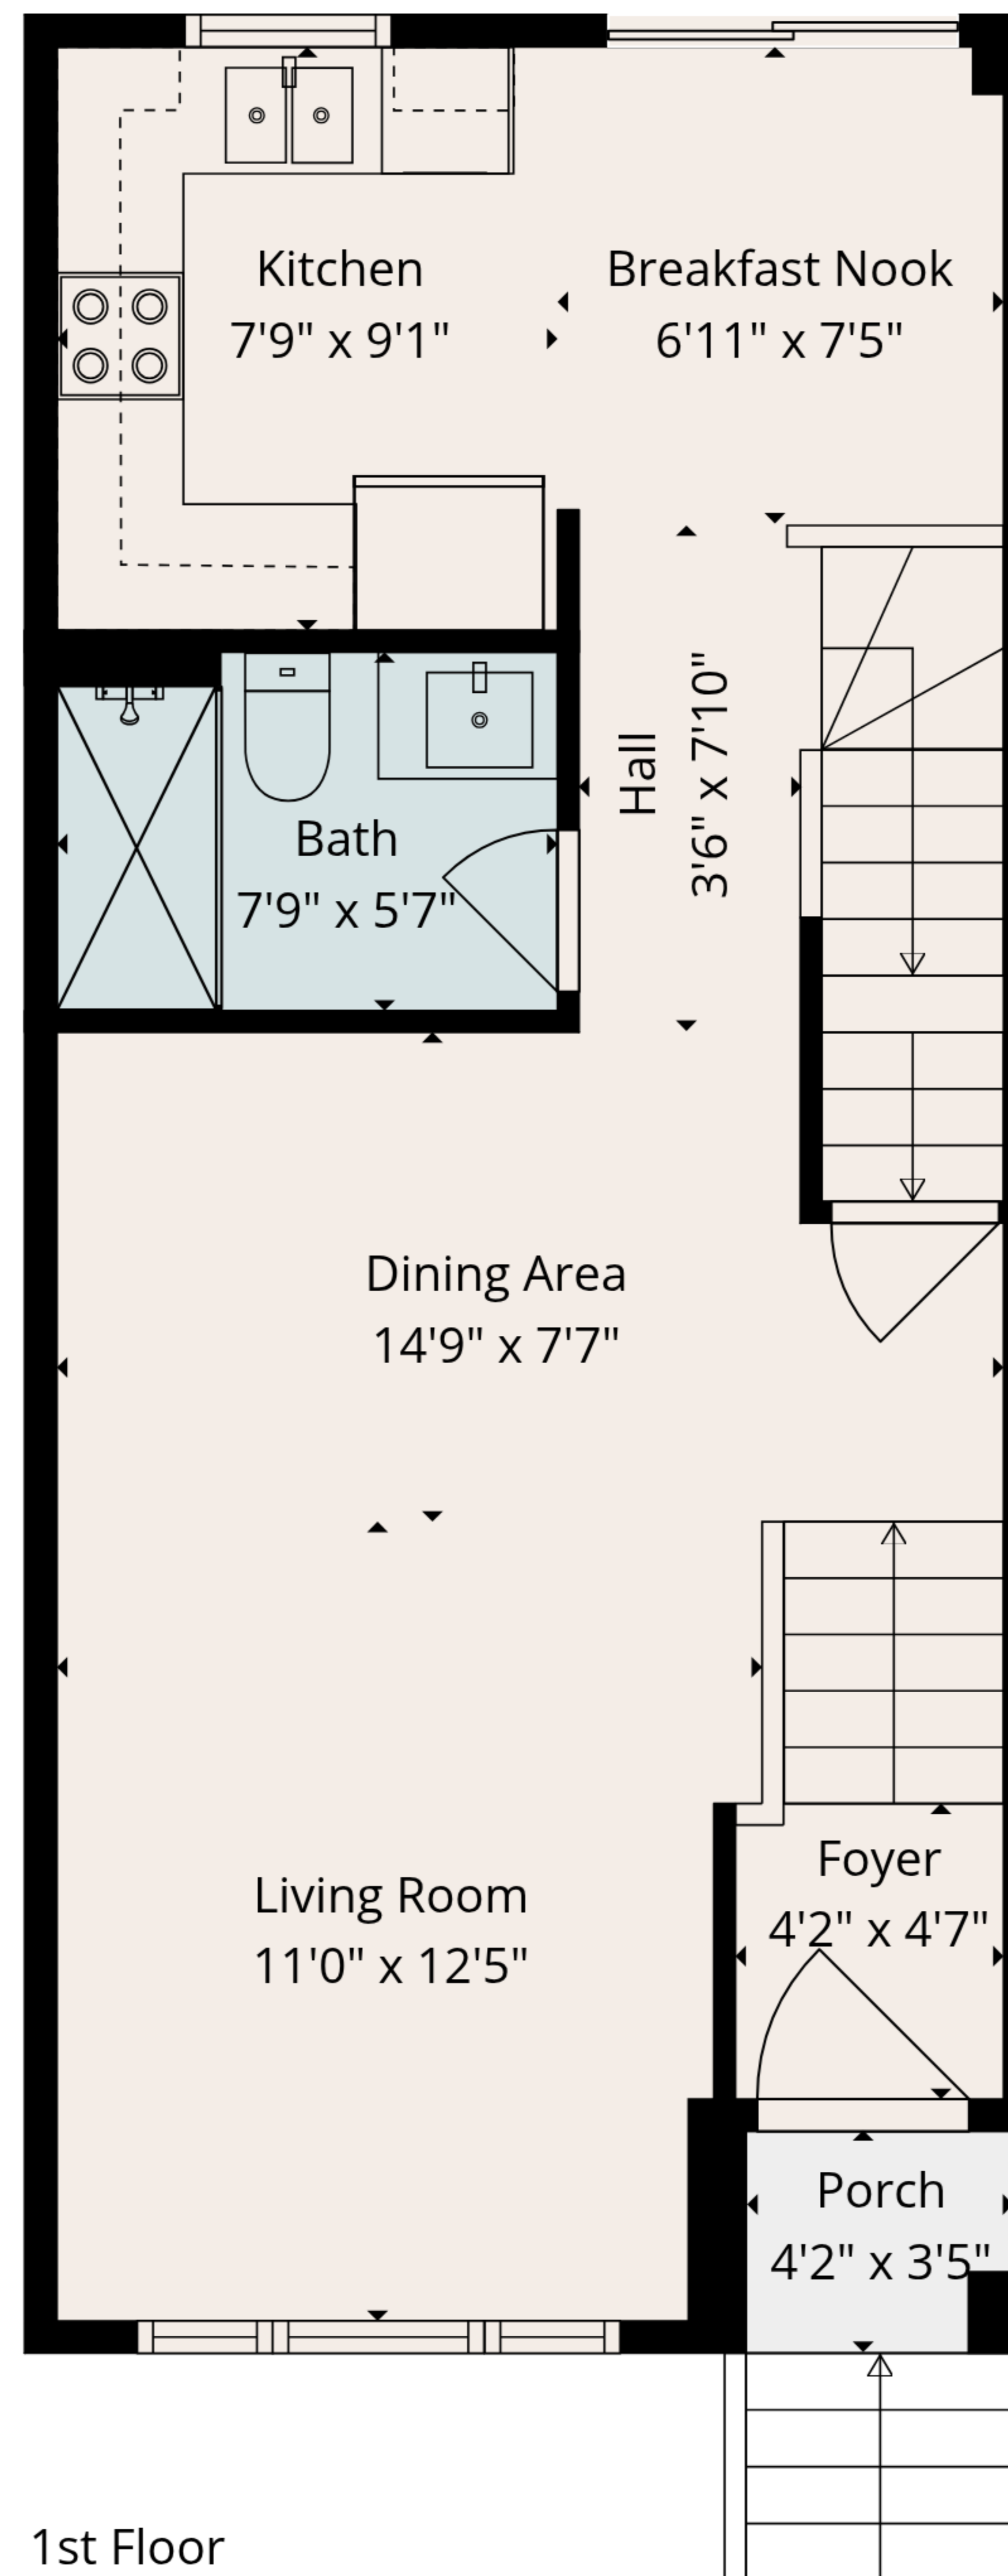 Kitchen
7'9" x 9'1"
Breakfast Nook
6'11" x 7'5"
Hall
3'6" x 7'10"
Bath
7'9" x 5'7"
Dining Area
14'9" x 7'7"
Living Room
11'0" x 12'5"
Foyer
4'2" x 4'7"
Porch
4'2" x 3'5"
1st Floor